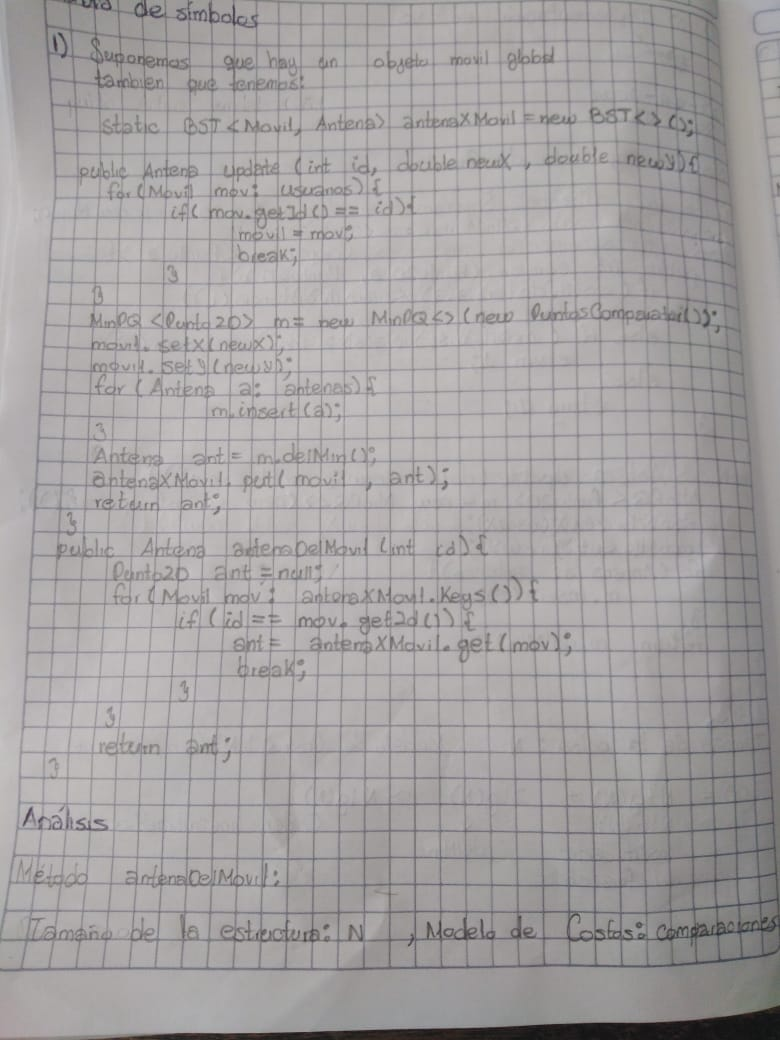 de símbolos
1) Suponemos que hay un objeto movil global
tambien que tenemos:
static BST<Movil, Antena> antenaXMovil = new BST<>();
public Antena update (int id, double newX, double newy){
for (Movil mov: usuarios) {
if( mov.getId() == id){
movil = mov;
break;
}
}
MinPQ <Punto2D> m= new MinPQ<>(new PuntosComparator());
movil.setX(newX);
movil.setY(newy);
for (Antena a: antenas){
m.insert(a);
}
Antena ant = m.delMin();
antenaXMovil.put( movil , ant);
return ant;
}
public Antena antenaDelMovil (int id) {
Punto2D ant = null;
for (Movil mov: antenaXMovil.Keys()) {
if (id == mov.getId()) {
ant = antenaXMovil.get(mov);
break;
}
}
return ant;
}
Análisis
Método antenaDelMovil:
Tamaño de la estructura: N , Modelo de Costos: comparaciones